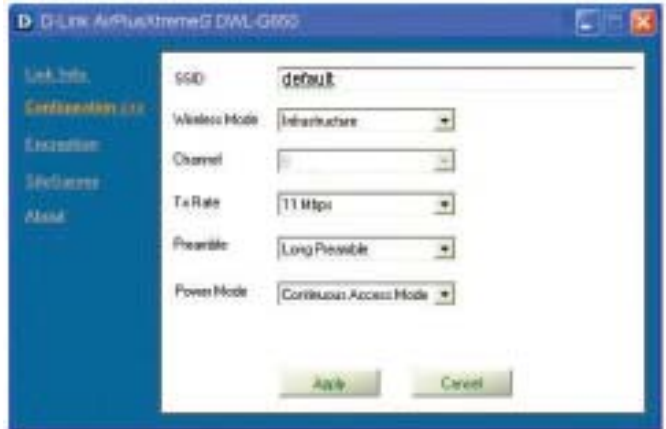 D-Link AirPlusXtremeG DWL-G650
Link Info
Configuration >>>
Encryption
SiteSurvey
About
SSID default
Wireless Mode Infrastructure
Channel
Tx Rate 11 Mbps
Preamble Long Preamble
Power Mode Continuous Access Mode
Apply Cancel